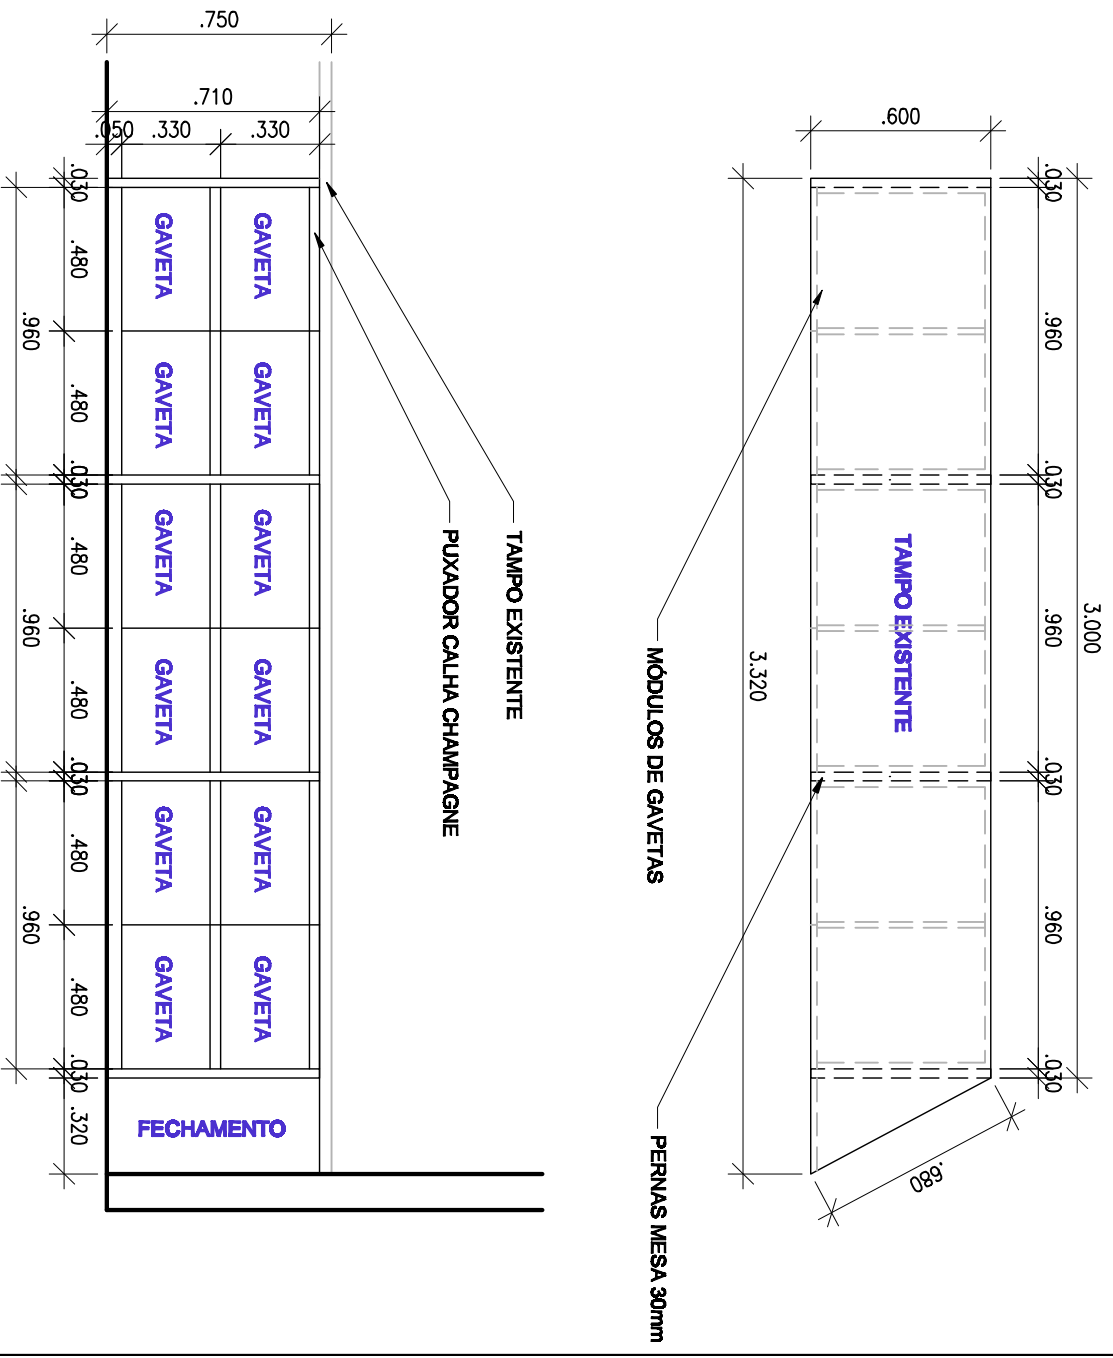 3.000
.030 .960 .030 .960 .030 .960 .030
.600
TAMPO EXISTENTE
.680
3.320
MÓDULOS DE GAVETAS
PERNAS MESA 30mm
TAMPO EXISTENTE
PUXADOR CALHA CHAMPAGNE
.750
.710
.330
.330
.050
GAVETA GAVETA GAVETA GAVETA GAVETA GAVETA
GAVETA GAVETA GAVETA GAVETA GAVETA GAVETA
FECHAMENTO
.030 .480 .480 .030 .480 .480 .030 .480 .480 .030 .320
.960 .960 .960